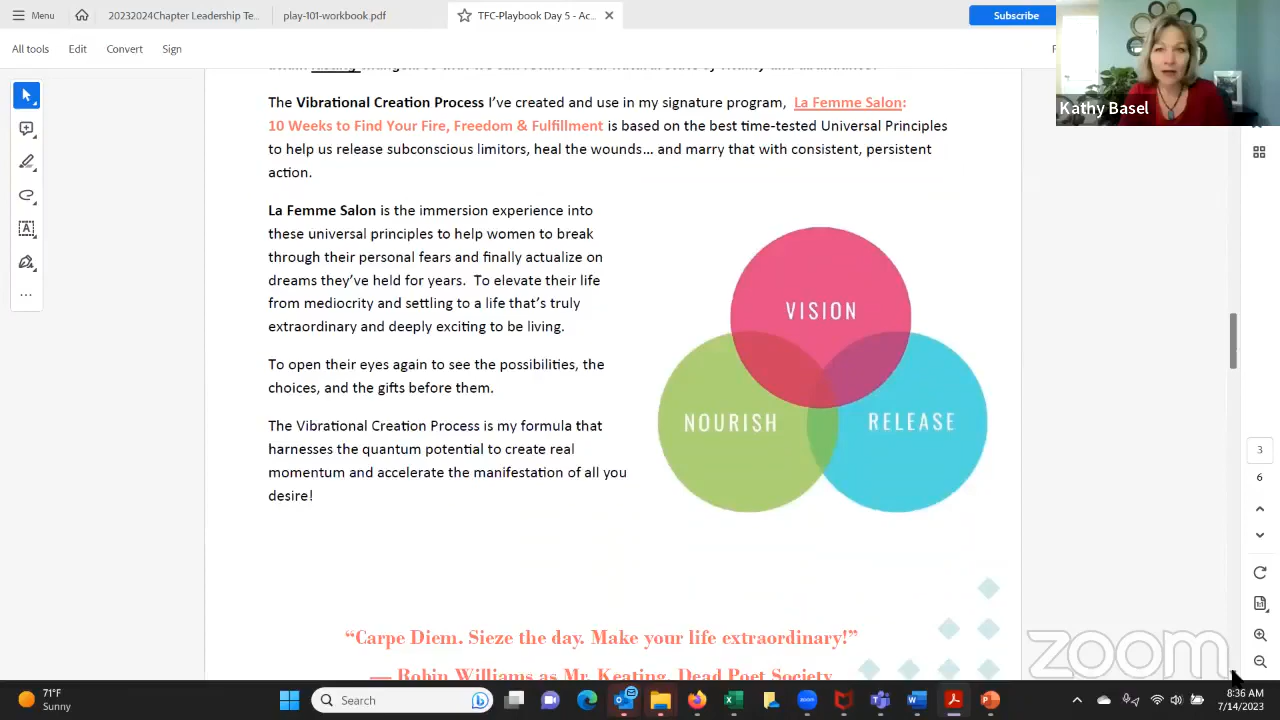 Menu
20232024Chapter Leadership Te...
play-101-workbook.pdf
TFC-Playbook Day 5 - Ac...
Subscribe
All tools
Edit
Convert
Sign
Kathy Basel
The Vibrational Creation Process I've created and use in my signature program, La Femme Salon:
10 Weeks to Find Your Fire, Freedom & Fulfillment is based on the best time-tested Universal Principles
to help us release subconscious limitors, heal the wounds... and marry that with consistent, persistent
action.
La Femme Salon is the immersion experience into
these universal principles to help women to break
through their personal fears and finally actualize on
dreams they've held for years. To elevate their life
from mediocrity and settling to a life that's truly
extraordinary and deeply exciting to be living.
To open their eyes again to see the possibilities, the
choices, and the gifts before them.
The Vibrational Creation Process is my formula that
harnesses the quantum potential to create real
momentum and accelerate the manifestation of all you
desire!
VISION
NOURISH
RELEASE
"Carpe Diem. Sieze the day. Make your life extraordinary!"
— Robin Williams as Mr. Keating, Dead Poet Society
3
6
zoom
71°F
Sunny
Search
8:36 AM
7/14/2023